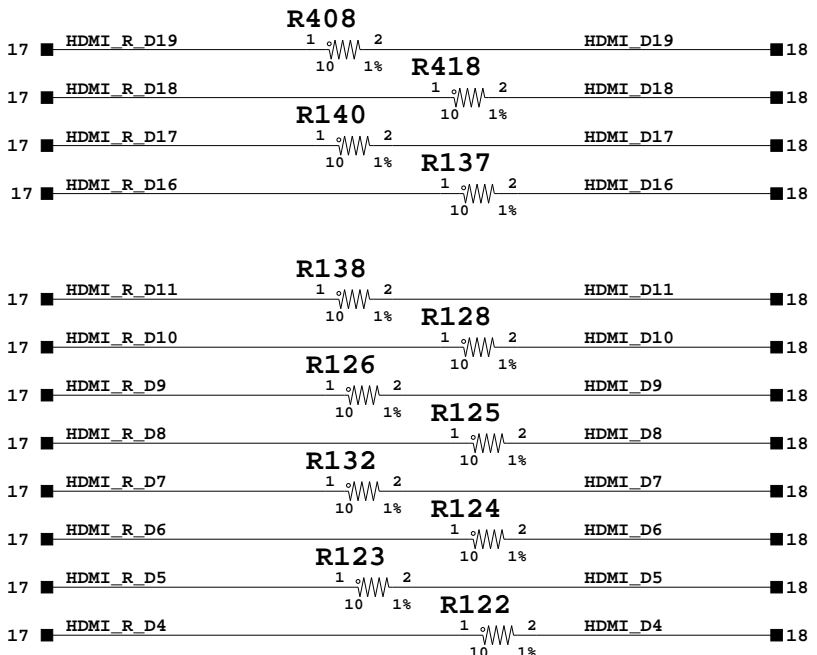 R408
17 HDMI_R_D19 1 2 HDMI_D19 18
10 1%
R418
17 HDMI_R_D18 1 2 HDMI_D18 18
10 1%
R140
17 HDMI_R_D17 1 2 HDMI_D17 18
10 1%
R137
17 HDMI_R_D16 1 2 HDMI_D16 18
10 1%
R138
17 HDMI_R_D11 1 2 HDMI_D11 18
10 1%
R128
17 HDMI_R_D10 1 2 HDMI_D10 18
10 1%
R126
17 HDMI_R_D9 1 2 HDMI_D9 18
10 1%
R125
17 HDMI_R_D8 1 2 HDMI_D8 18
10 1%
R132
17 HDMI_R_D7 1 2 HDMI_D7 18
10 1%
R124
17 HDMI_R_D6 1 2 HDMI_D6 18
10 1%
R123
17 HDMI_R_D5 1 2 HDMI_D5 18
10 1%
R122
17 HDMI_R_D4 1 2 HDMI_D4 18
10 1%